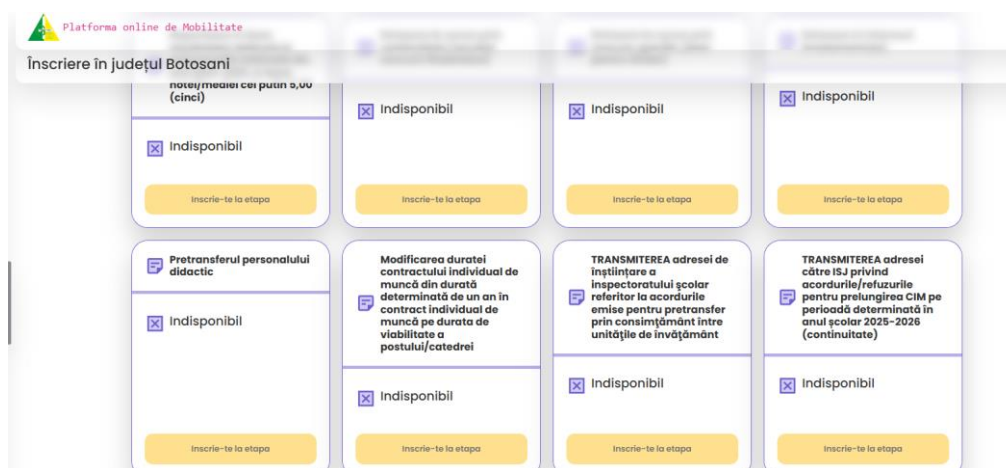 Platforma online de Mobilitate
Înscriere în județul Botosani
notei/mediei cel puțin 5,00
(cinci)
Indisponibil
Inscrie-te la etapa
Indisponibil
Inscrie-te la etapa
Indisponibil
Inscrie-te la etapa
Indisponibil
Inscrie-te la etapa
Pretransferul personalului
didactic
Indisponibil
Inscrie-te la etapa
Modificarea duratei
contractului individual de
muncă din durată
determinată de un an în
contract individual de
muncă pe durata de
viabilitate a
postului/catedrei
Indisponibil
Inscrie-te la etapa
TRANSMITEREA adresei de
înştiințare a
inspectoratului şcolar
referitor la acordurile
emise pentru pretransfer
prin consimţământ între
unităţile de învăţământ
Indisponibil
Inscrie-te la etapa
TRANSMITEREA adresei
către ISJ privind
acordurile/refuzurile
pentru prelungirea CIM pe
perioadă determinată în
anul școlar 2025-2026
(continuitate)
Indisponibil
Inscrie-te la etapa